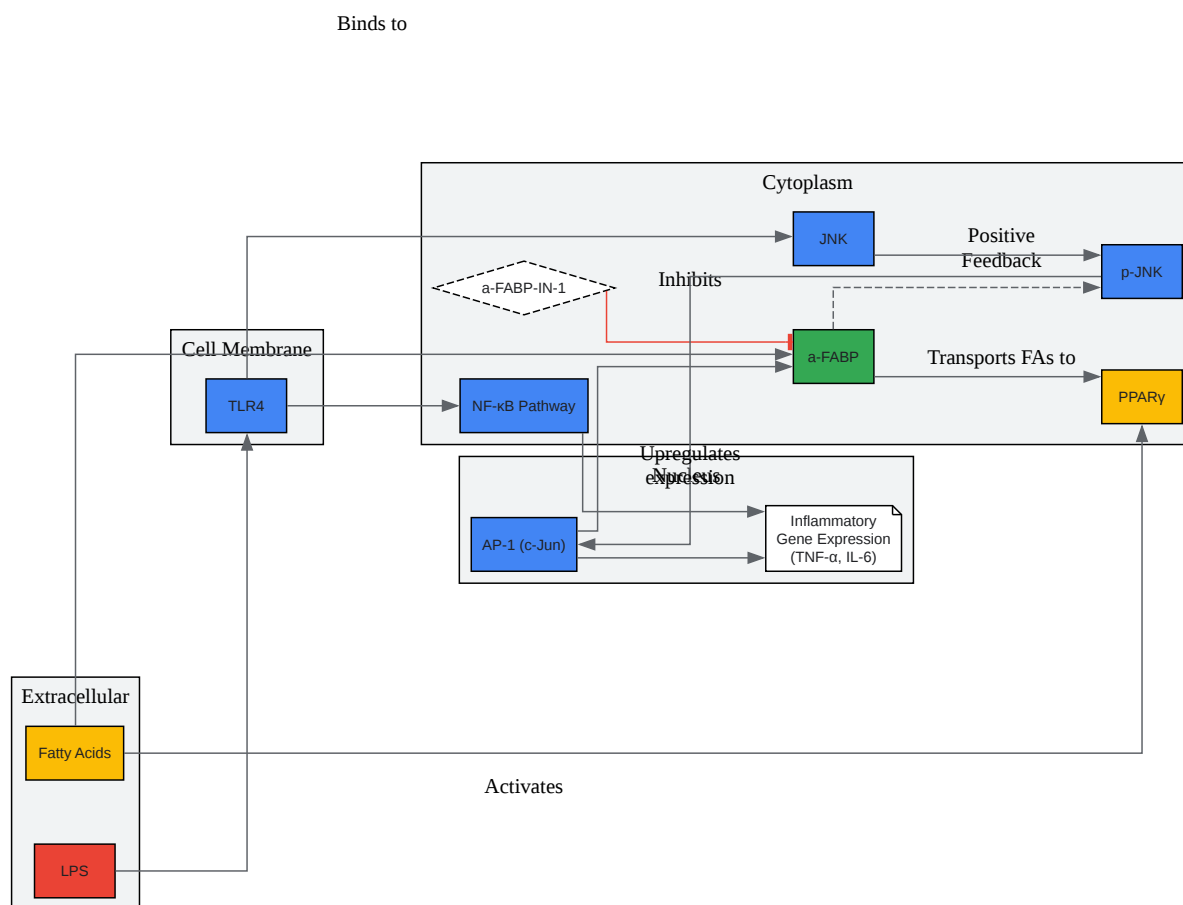 Binds to
Cytoplasm
JNK
Positive
Feedback
p-JNK
Inhibits
a-FABP-IN-1
Cell Membrane
a-FABP
Transports FAs to
PPARγ
TLR4
NF-κB Pathway
Upregulates
expression
Nucleus
Inflammatory
Gene Expression
(TNF-α, IL-6)
AP-1 (c-Jun)
Extracellular
Fatty Acids
Activates
LPS